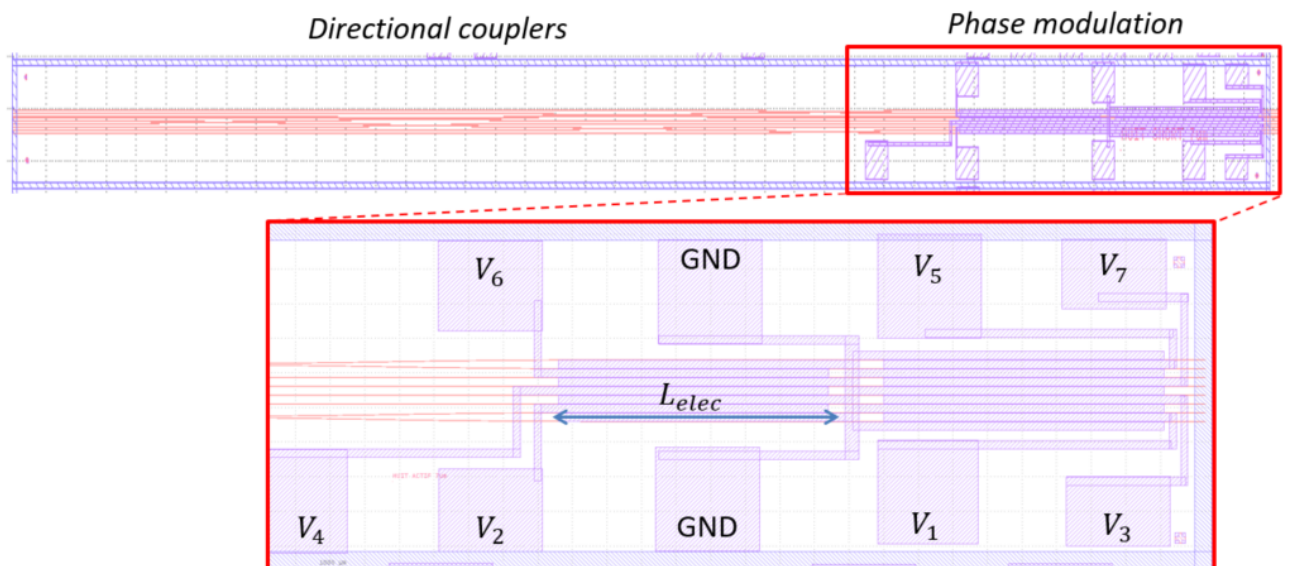 Directional couplers
Phase modulation
V6
GND
V5
V7
Lelec
V4
V2
GND
V1
V3